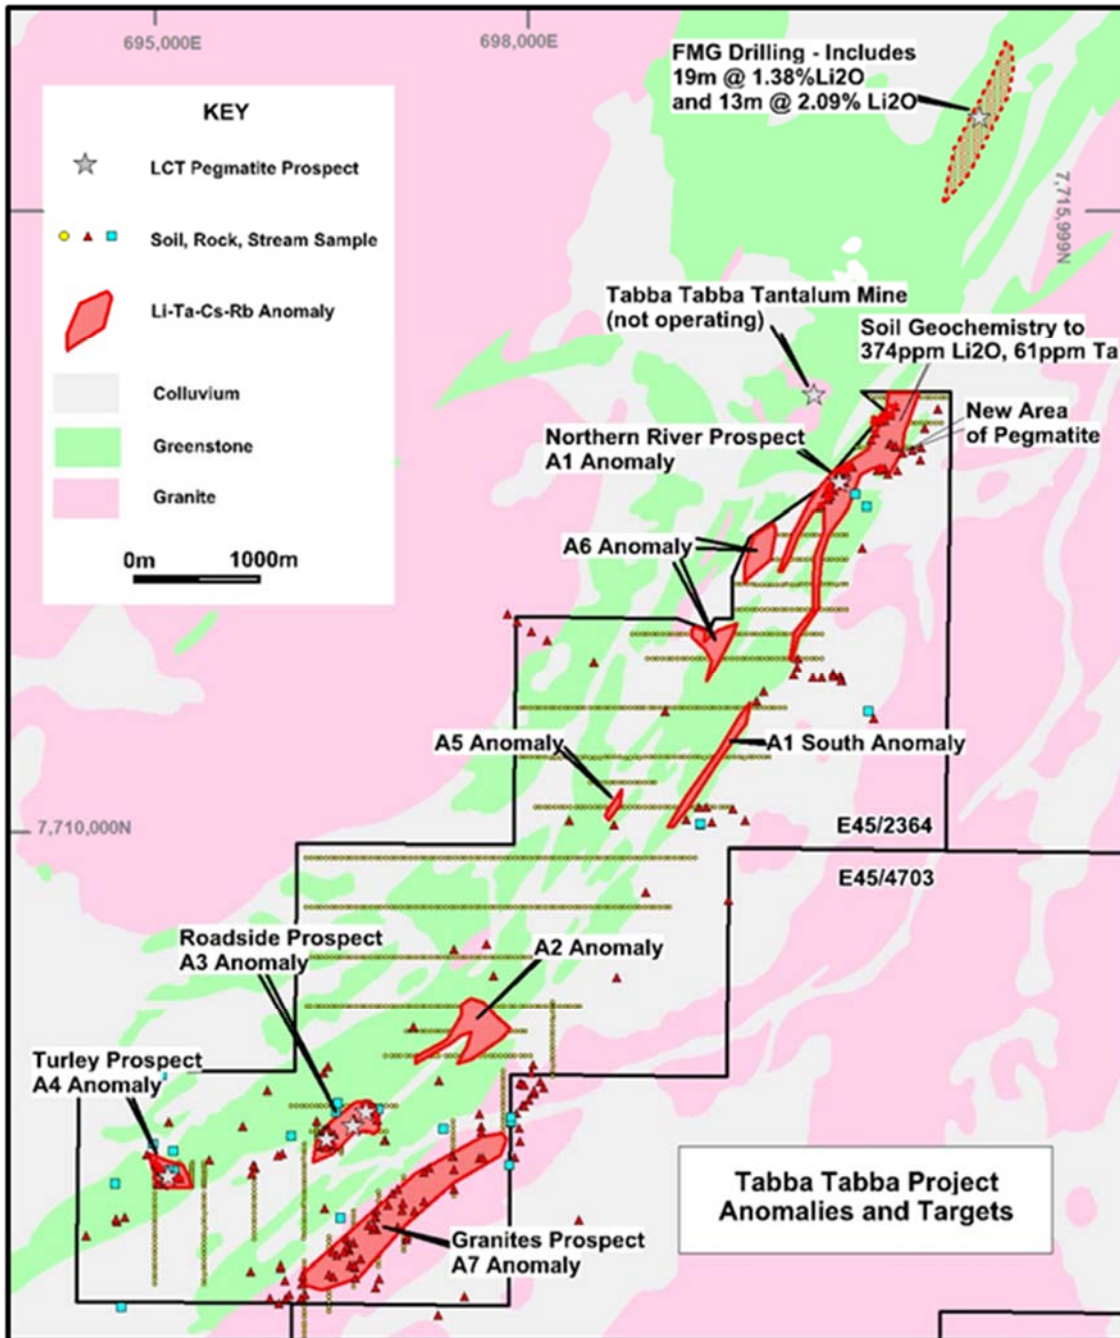 695,000E
698,000E
FMG Drilling - Includes
19m @ 1.38%Li2O
and 13m @ 2.09% Li2O
KEY
LCT Pegmatite Prospect
Soil, Rock, Stream Sample
Li-Ta-Cs-Rb Anomaly
Colluvium
Greenstone
Granite
0m 1000m
7,715,999N
Tabba Tabba Tantalum Mine
(not operating)
Soil Geochemistry to
374ppm Li2O, 61ppm Ta
New Area
of Pegmatite
Northern River Prospect
A1 Anomaly
A6 Anomaly
A5 Anomaly
A1 South Anomaly
7,710,000N
E45/2364
E45/4703
Roadside Prospect
A3 Anomaly
A2 Anomaly
Turley Prospect
A4 Anomaly
Tabba Tabba Project
Anomalies and Targets
Granites Prospect
A7 Anomaly